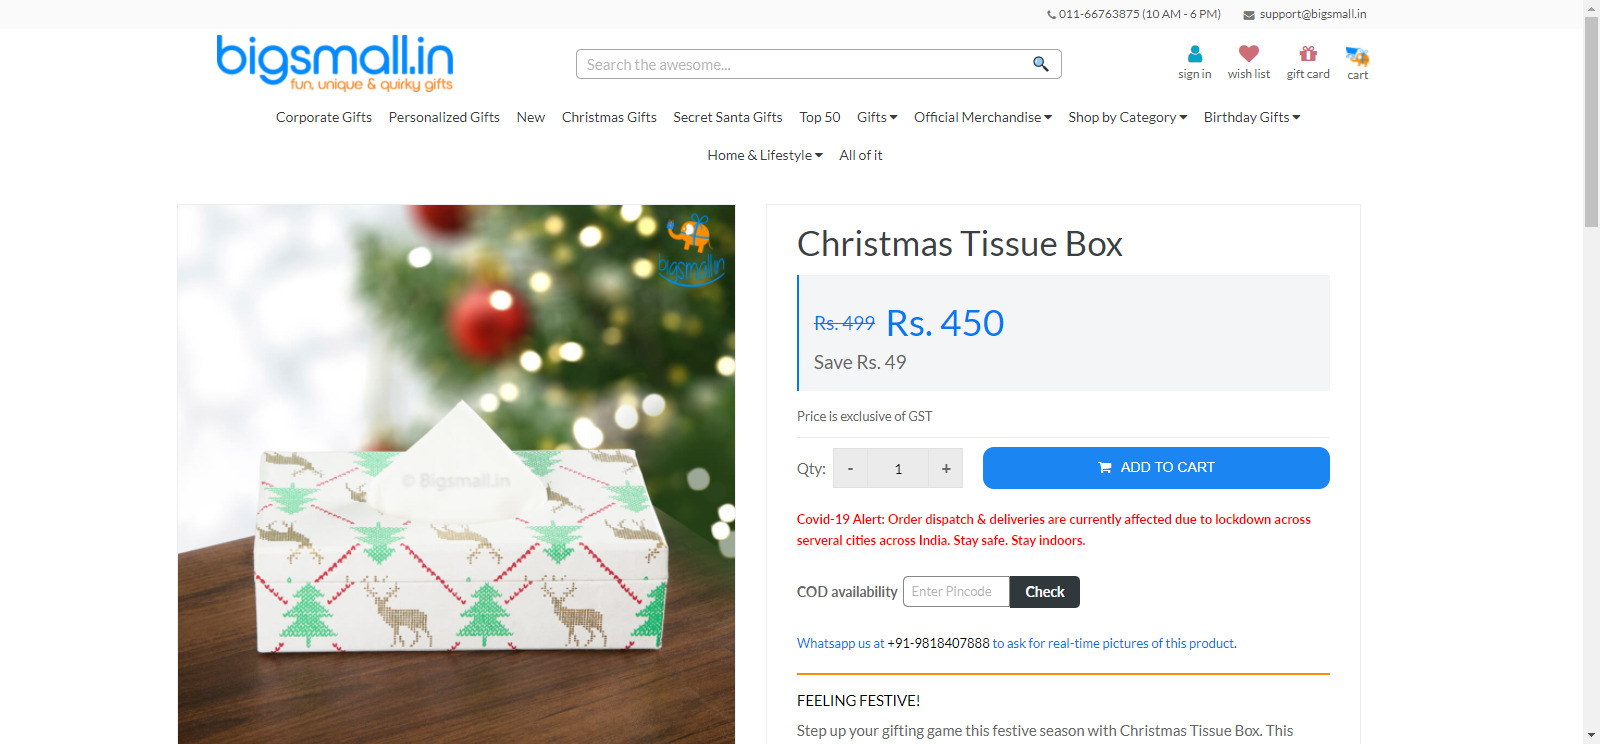 011-66763875 (10 AM - 6 PM) support@bigsmall.in
bigsmall.in
fun, unique & quirky gifts
Search the awesome...
sign in wish list gift card cart
Corporate Gifts Personalized Gifts New Christmas Gifts Secret Santa Gifts Top 50 Gifts Official Merchandise Shop by Category Birthday Gifts
Home & Lifestyle All of it
bigsmall.in
© Bigsmall.in
Christmas Tissue Box
Rs. 499 Rs. 450
Save Rs. 49
Price is exclusive of GST
Qty: - 1 + ADD TO CART
Covid-19 Alert: Order dispatch & deliveries are currently affected due to lockdown across
serveral cities across India. Stay safe. Stay indoors.
COD availability Enter Pincode Check
Whatsapp us at +91-9818407888 to ask for real-time pictures of this product.
FEELING FESTIVE!
Step up your gifting game this festive season with Christmas Tissue Box. This